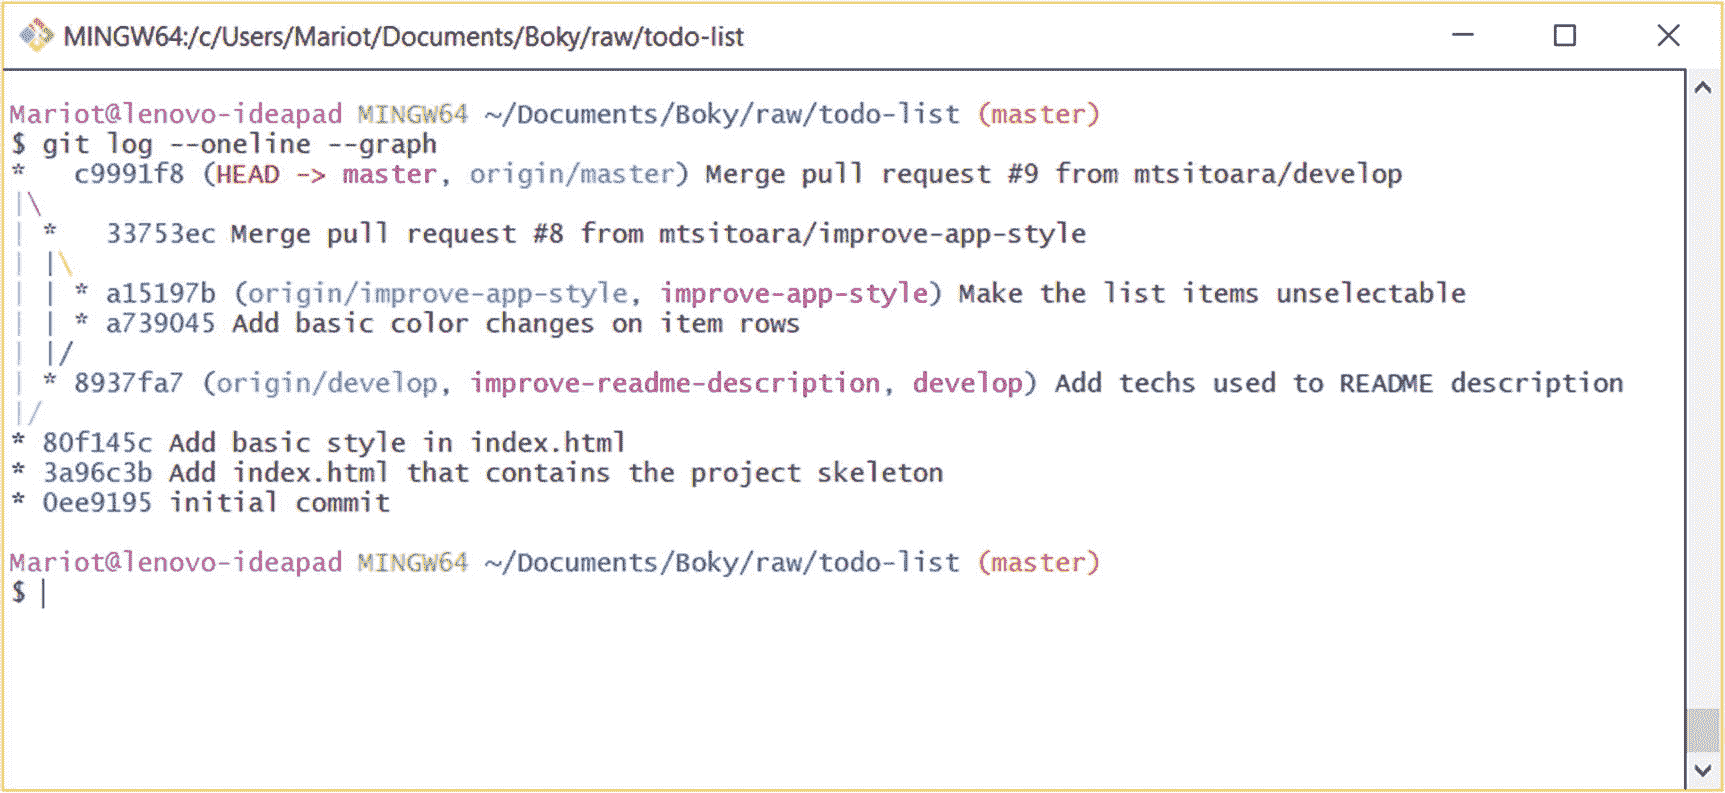 MINGW64:/c/Users/Mariot/Documents/Boky/raw/todo-list
Mariot@lenovo-ideapad MINGW64 ~/Documents/Boky/raw/todo-list (master)
$ git log --oneline --graph
*   c9991f8 (HEAD -> master, origin/master) Merge pull request #9 from mtsitoara/develop
|\
| *   33753ec Merge pull request #8 from mtsitoara/improve-app-style
| |\
| | * a15197b (origin/improve-app-style, improve-app-style) Make the list items unselectable
| | * a739045 Add basic color changes on item rows
| |/
| * 8937fa7 (origin/develop, improve-readme-description, develop) Add techs used to README description
|/
* 80f145c Add basic style in index.html
* 3a96c3b Add index.html that contains the project skeleton
* 0ee9195 initial commit
Mariot@lenovo-ideapad MINGW64 ~/Documents/Boky/raw/todo-list (master)
$